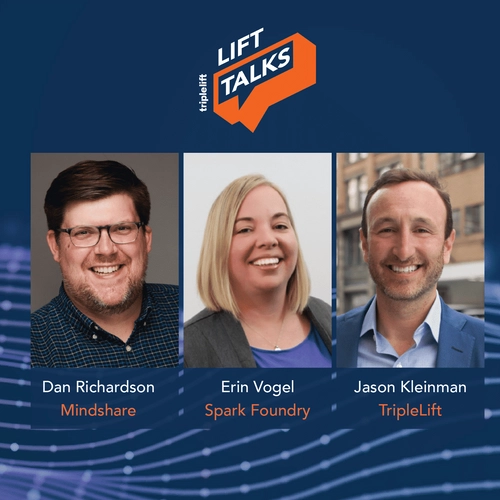 LIFT
TALKS
triplelift
Dan Richardson
Mindshare
Erin Vogel
Spark Foundry
Jason Kleinman
TripleLift